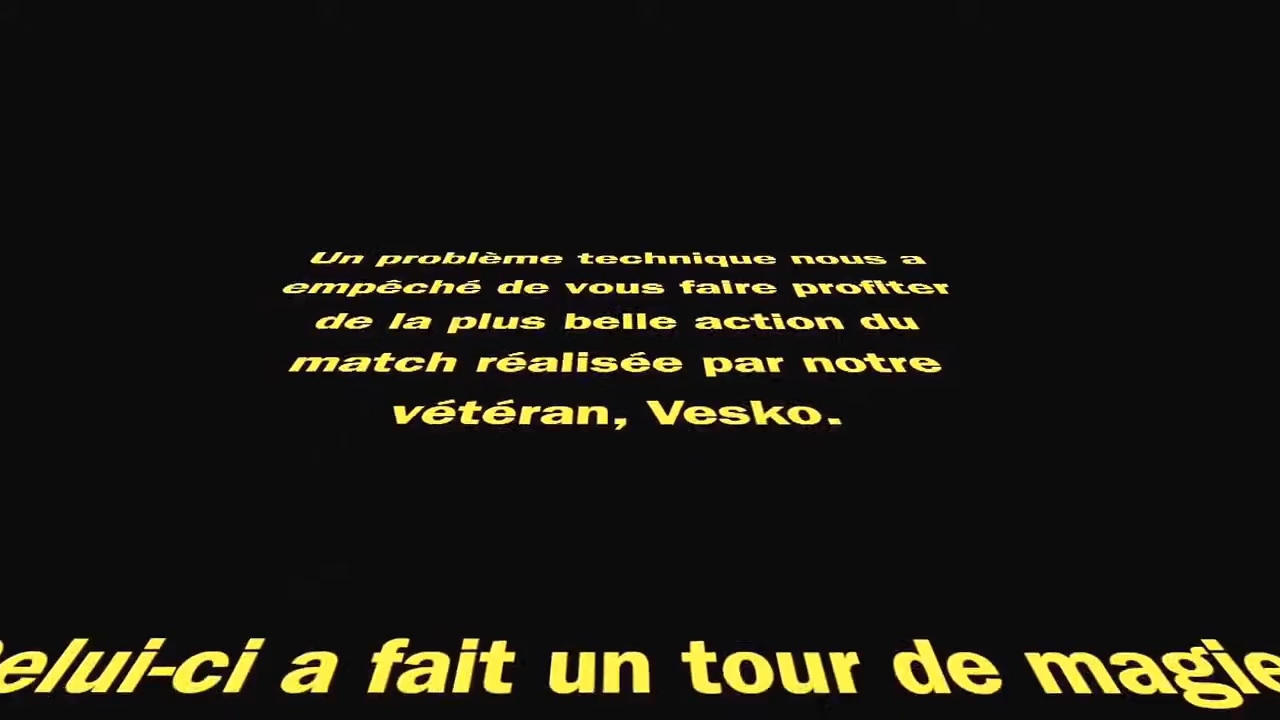 Un problème technique nous a
empêché de vous faire profiter
de la plus belle action du
match réalisée par notre
vétéran, Vesko.
Celui-ci a fait un tour de magie